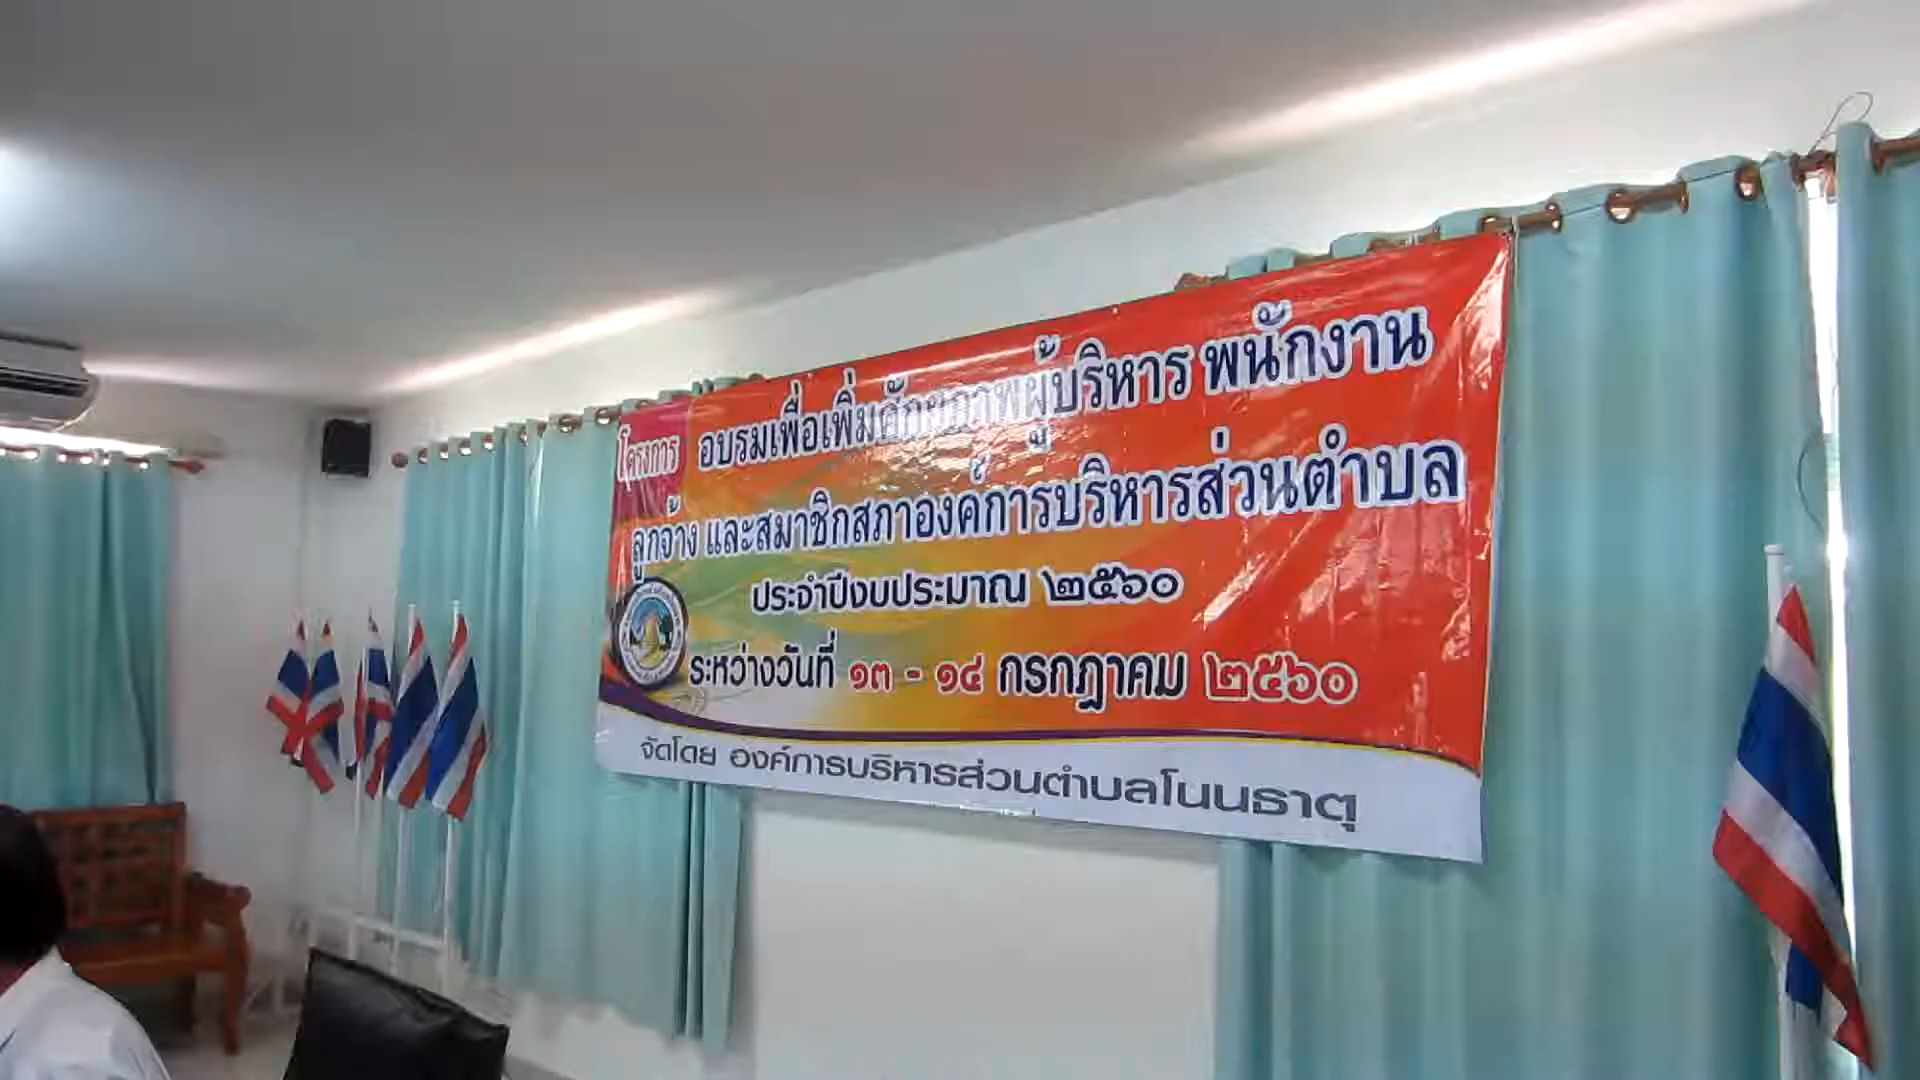 โครงการ อบรมเพื่อเพิ่มศักยภาพผู้บริหาร พนักงาน
ลูกจ้าง และสมาชิกสภาองค์การบริหารส่วนตำบล
ประจำปีงบประมาณ ๒๕๖๐
ระหว่างวันที่ ๑๓ - ๑๔ กรกฎาคม ๒๕๖๐
จัดโดย องค์การบริหารส่วนตำบลโนนธาตุ